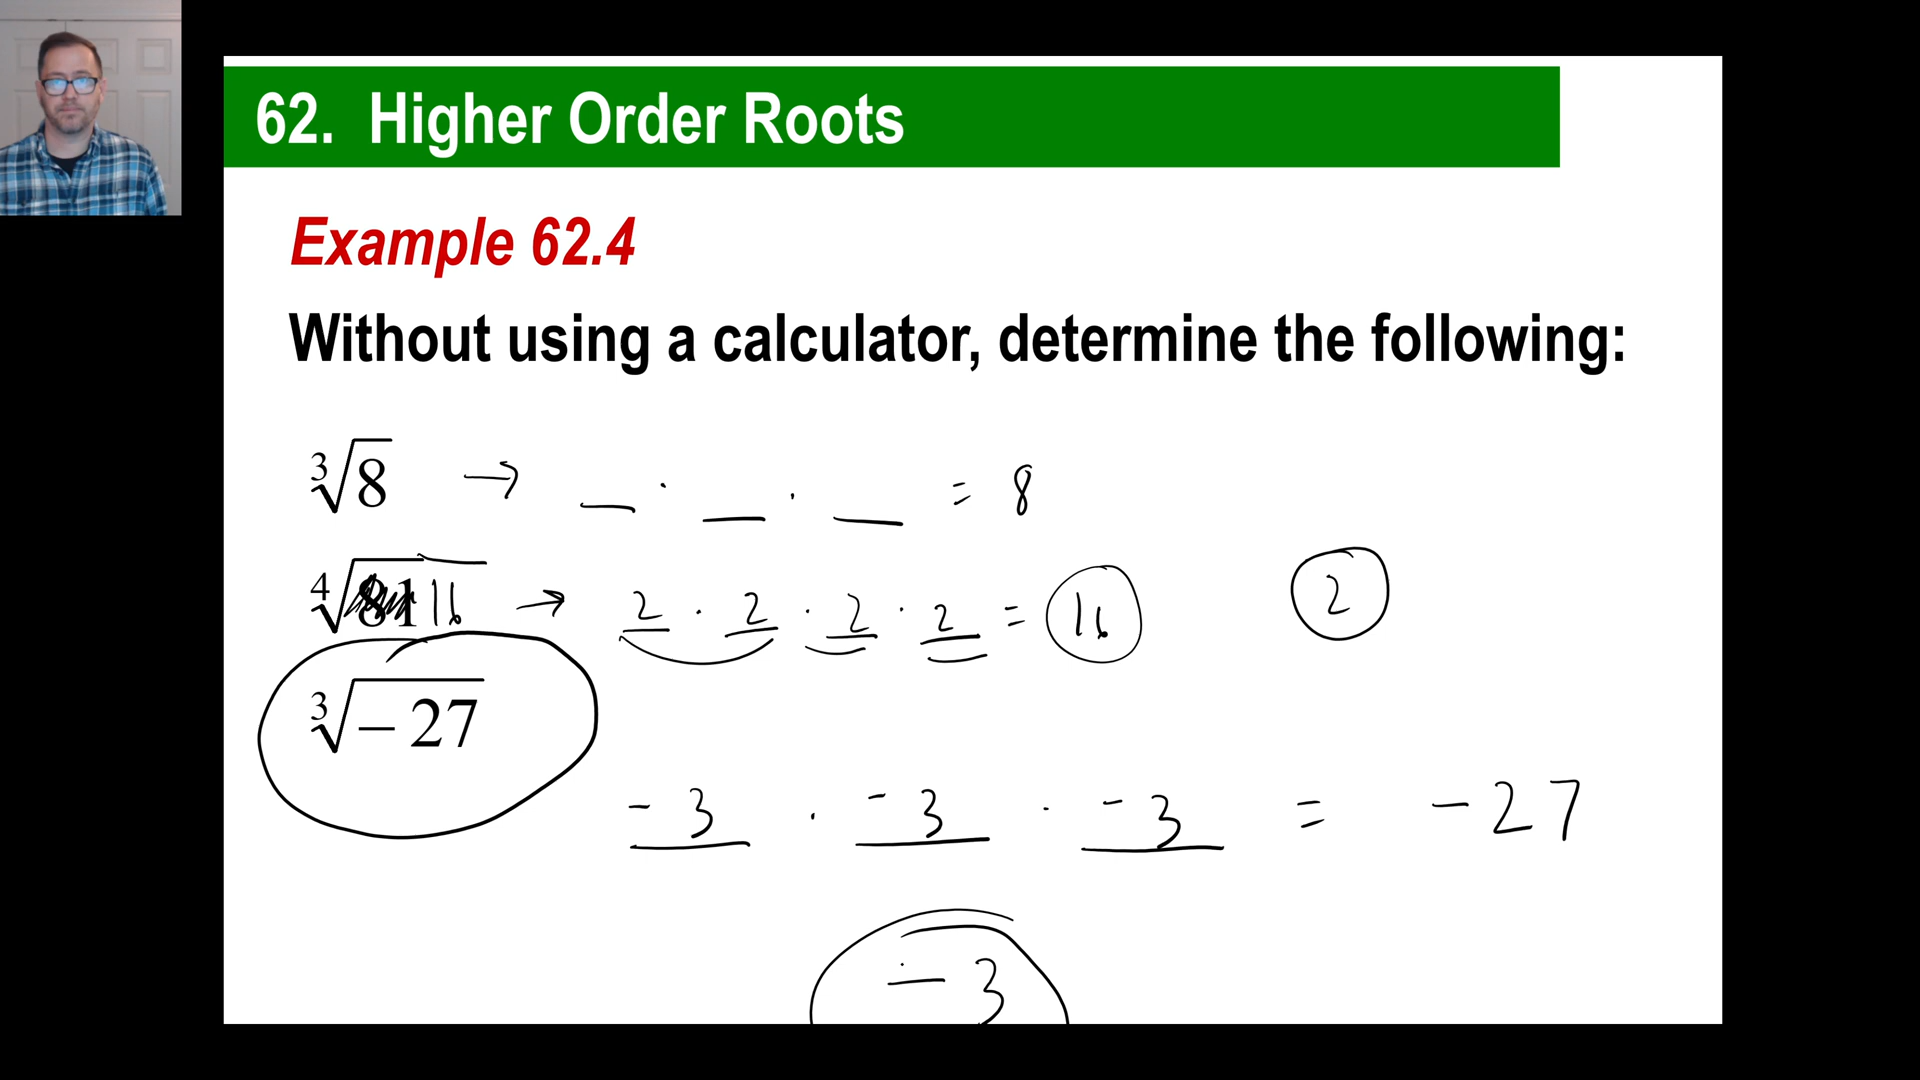 62. Higher Order Roots
Example 62.4
Without using a calculator, determine the following:
∛8 → _ · _ · _ = 8
∜16 → 2 · 2 · 2 · 2 = 16 2
∛-27
-3 · -3 · -3 = -27
-3